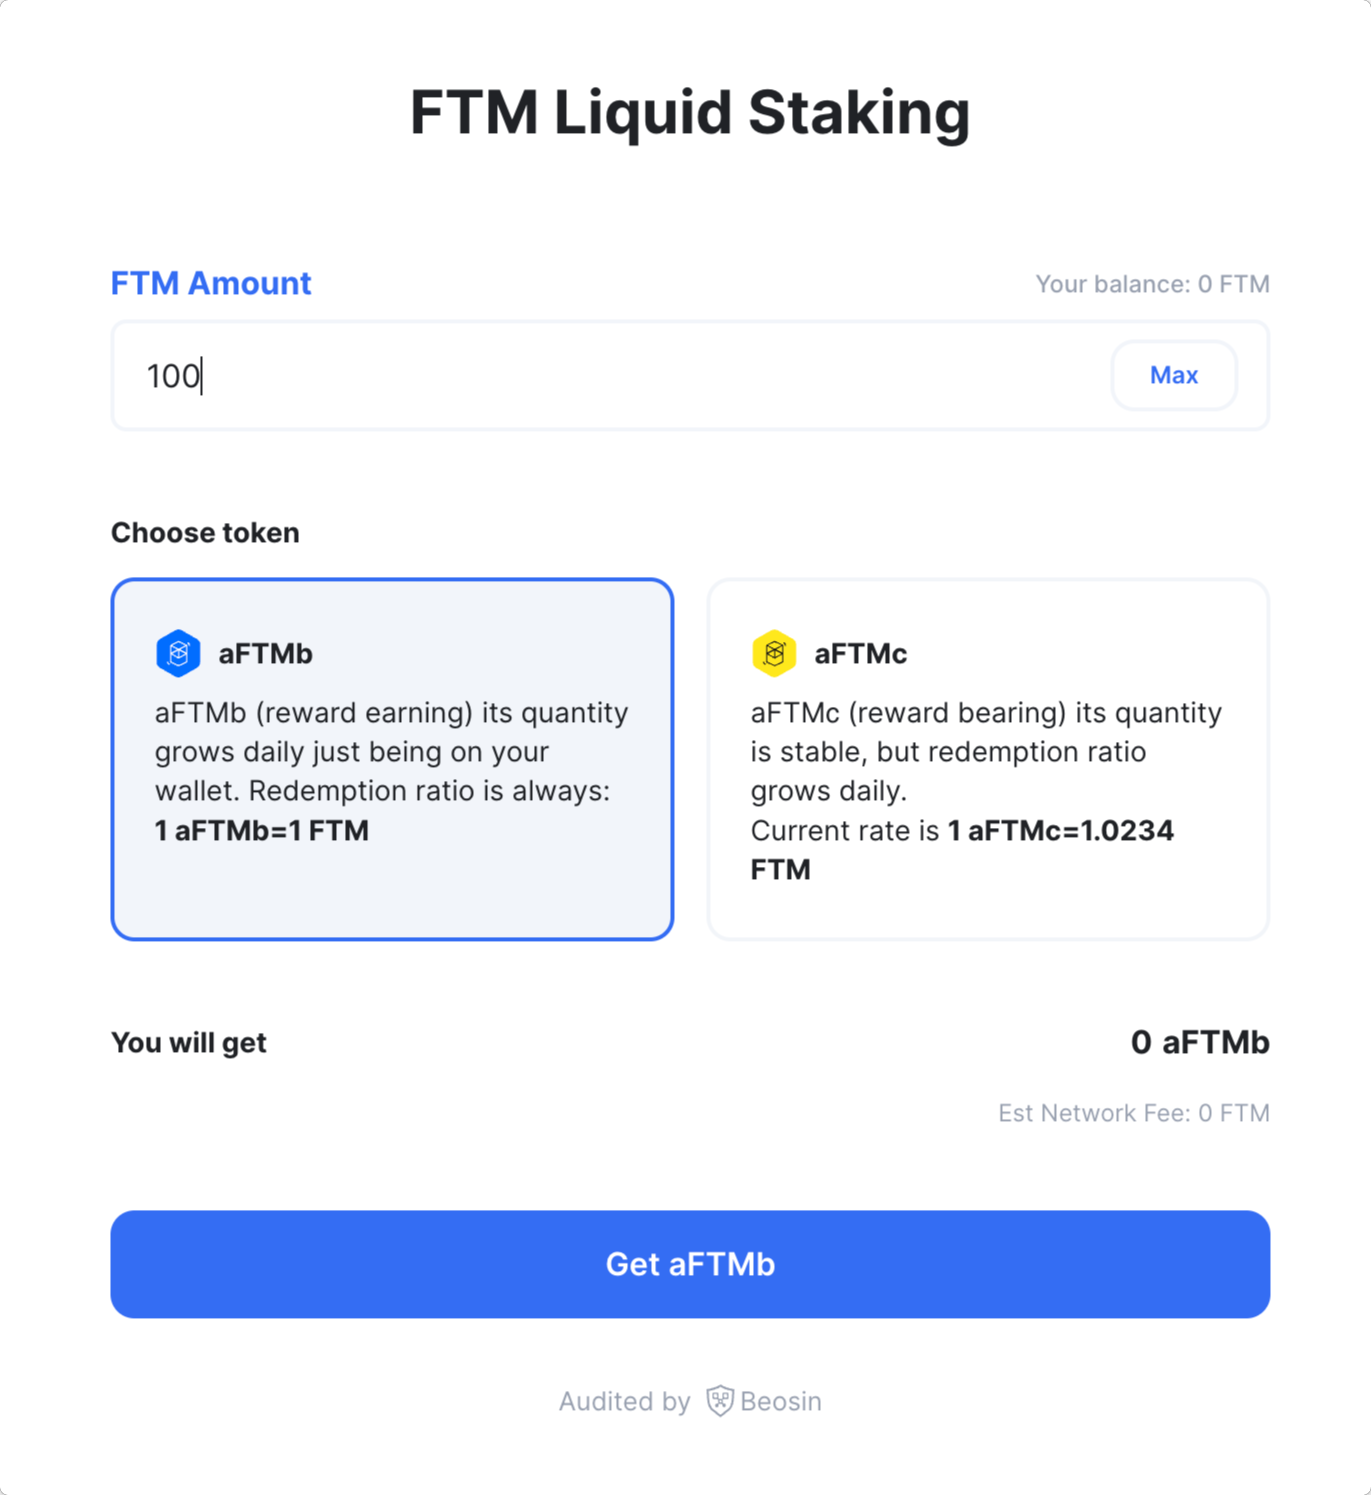 FTM Liquid Staking
FTM Amount
Your balance: 0 FTM
100
Max
Choose token
aFTMb
aFTMb (reward earning) its quantity
grows daily just being on your
wallet. Redemption ratio is always:
1 aFTMb=1 FTM
aFTMc
aFTMc (reward bearing) its quantity
is stable, but redemption ratio
grows daily.
Current rate is 1 aFTMc=1.0234
FTM
You will get
0 aFTMb
Est Network Fee: 0 FTM
Get aFTMb
Audited by Beosin